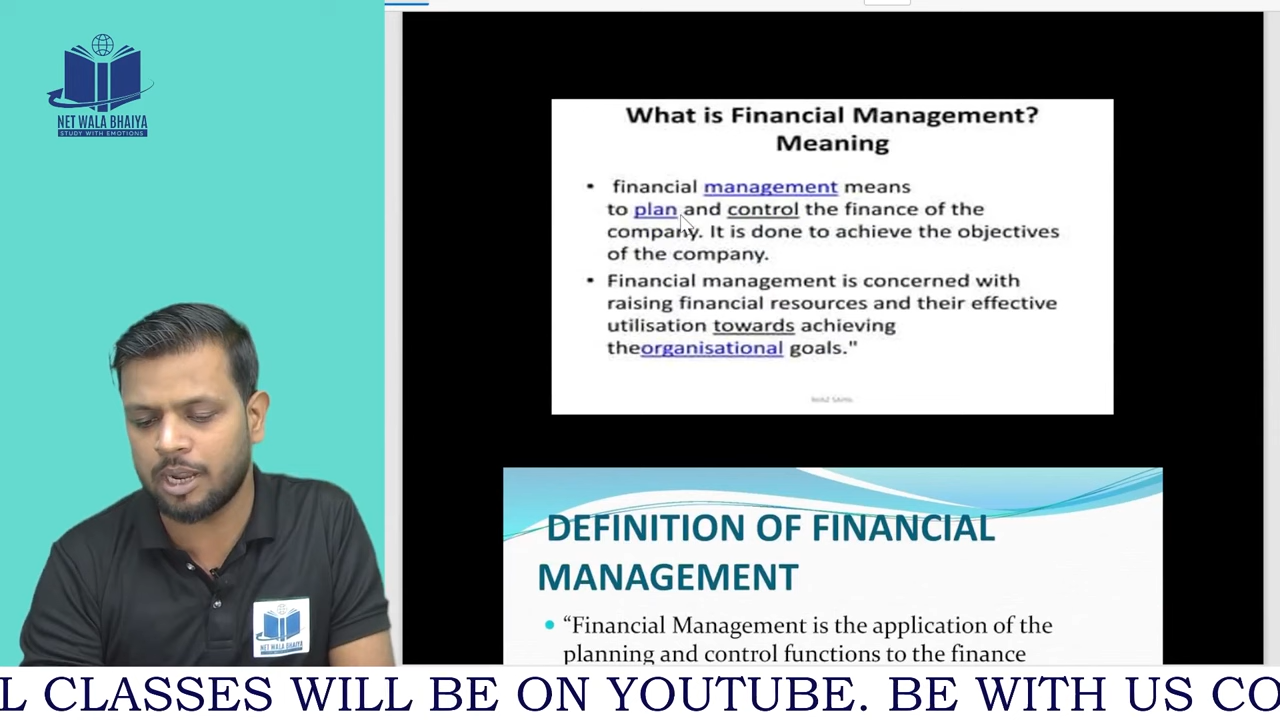 NET WALA BHAIYA
STUDY WITH EMOTIONS
What is Financial Management?
Meaning
• financial management means
to plan and control the finance of the
company. It is done to achieve the objectives
of the company.
• Financial management is concerned with
raising financial resources and their effective
utilisation towards achieving
theorganisational goals."
DEFINITION OF FINANCIAL
MANAGEMENT
• “Financial Management is the application of the
planning and control functions to the finance
NET WALA BHAIYA
L CLASSES WILL BE ON YOUTUBE. BE WITH US CO